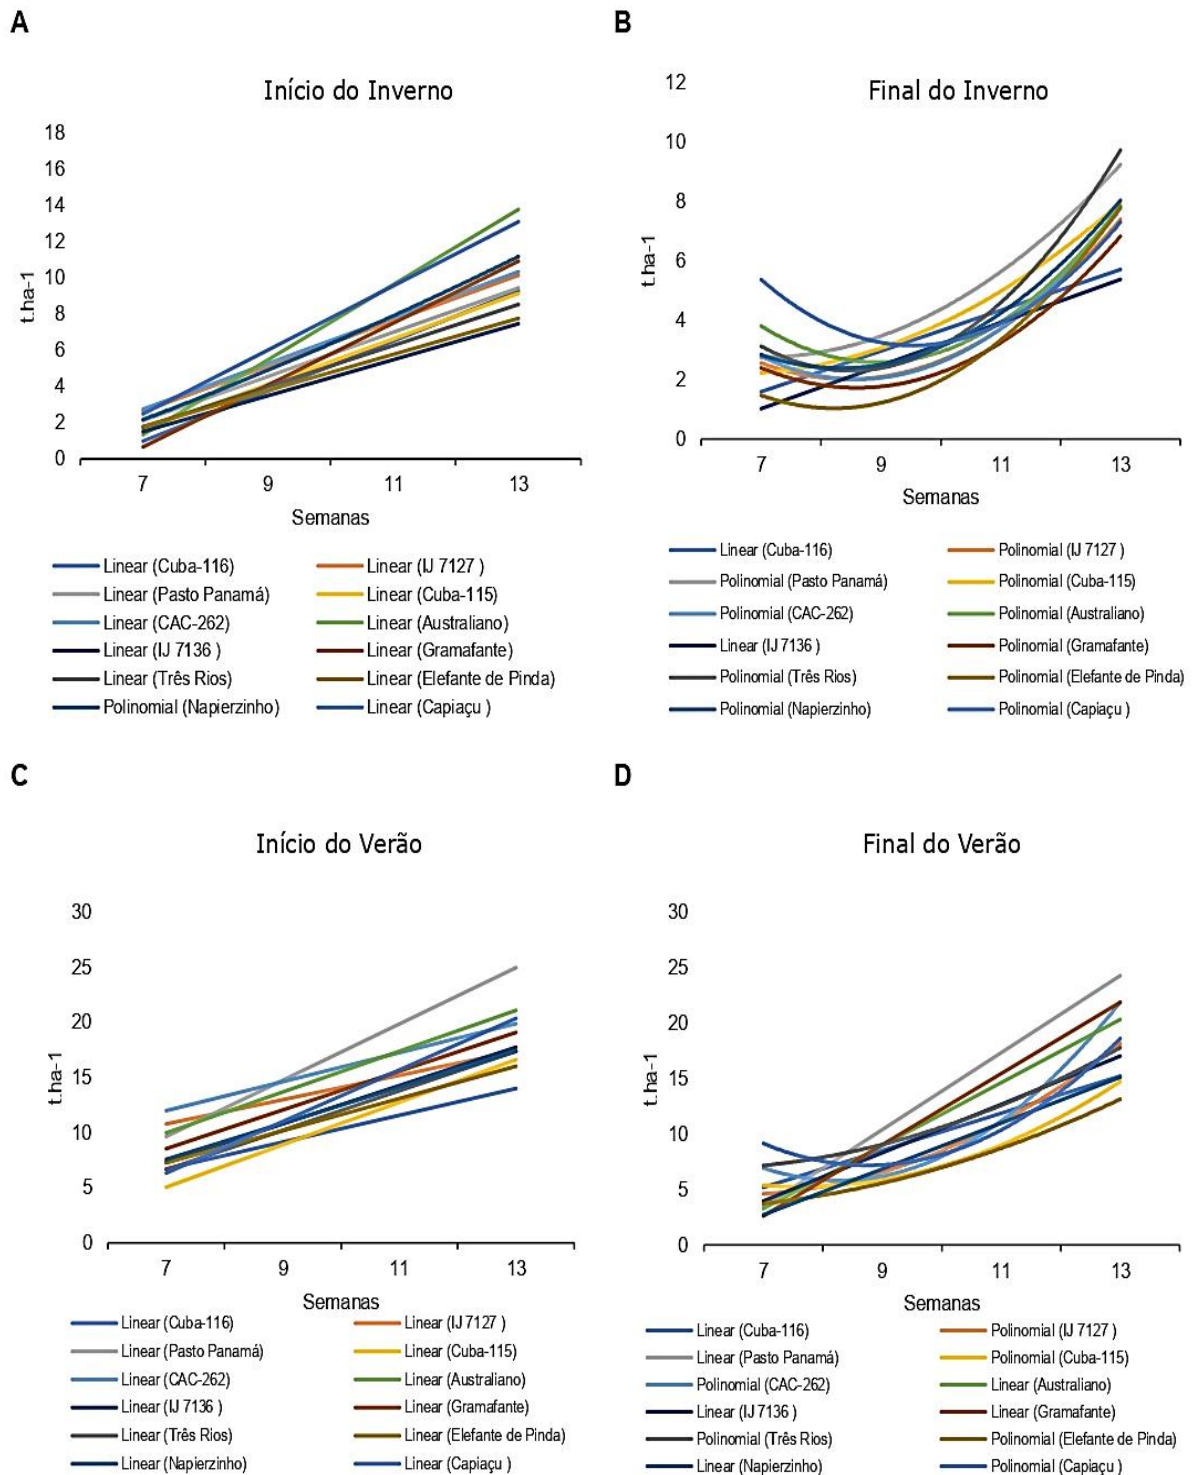 A
Início do Inverno
18
16
14
12
10
8
6
4
2
0
t.ha-1
7 9 11 13
Semanas
Linear (Cuba-116) Linear (IJ 7127 )
Linear (Pasto Panamá) Linear (Cuba-115)
Linear (CAC-262) Linear (Australiano)
Linear (IJ 7136 ) Linear (Gramafante)
Linear (Três Rios) Linear (Elefante de Pinda)
Polinomial (Napierzinho) Linear (Capiaçu )
B
Final do Inverno
12
10
8
6
4
2
0
t.ha-1
7 9 11 13
Semanas
Linear (Cuba-116) Polinomial (IJ 7127 )
Polinomial (Pasto Panamá) Polinomial (Cuba-115)
Polinomial (CAC-262) Polinomial (Australiano)
Linear (IJ 7136 ) Polinomial (Gramafante)
Polinomial (Três Rios) Polinomial (Elefante de Pinda)
Polinomial (Napierzinho) Polinomial (Capiaçu )
C
Início do Verão
30
25
20
15
10
5
0
t.ha-1
7 9 11 13
Semanas
Linear (Cuba-116) Linear (IJ 7127 )
Linear (Pasto Panamá) Linear (Cuba-115)
Linear (CAC-262) Linear (Australiano)
Linear (IJ 7136 ) Linear (Gramafante)
Linear (Três Rios) Linear (Elefante de Pinda)
Linear (Napierzinho) Linear (Capiaçu )
D
Final do Verão
30
25
20
15
10
5
0
t.ha-1
7 9 11 13
Semanas
Linear (Cuba-116) Polinomial (IJ 7127 )
Linear (Pasto Panamá) Polinomial (Cuba-115)
Polinomial (CAC-262) Linear (Australiano)
Linear (IJ 7136 ) Linear (Gramafante)
Polinomial (Três Rios) Polinomial (Elefante de Pinda)
Linear (Napierzinho) Polinomial (Capiaçu )